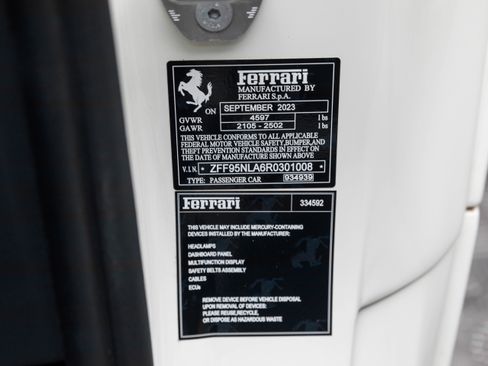 Ferrari
MANUFACTURED BY
FERRARI S.p.A.
ON SEPTEMBER 2023
GVWR 4597 lbs
GAWR 2105 - 2502 lbs
THIS VEHICLE CONFORMS TO ALL APPLICABLE
FEDERAL MOTOR VEHICLE SAFETY,BUMPER,AND
THEFT PREVENTION STANDARDS IN EFFECT ON
DATE OF MANUFACTURE SHOWN ABOVE
V.I.N. * ZFF95NLA6R0301008 *
TYPE: PASSENGER CAR 934939
Ferrari 334592
THIS VEHICLE MAY INCLUDE MERCURY-CONTAINING
DEVICES INSTALLED BY THE MANUFACTURER:
HEADLAMPS
DASHBOARD PANEL
MULTIFUNCTION DISPLAY
SAFETY BELTS ASSEMBLY
CABLES
ECUs
REMOVE DEVICE BEFORE VEHICLE DISPOSAL
UPON REMOVAL OF DEVICES:
PLEASE REUSE,RECYCLE,
OR DISPOSE AS HAZARDOUS WASTE